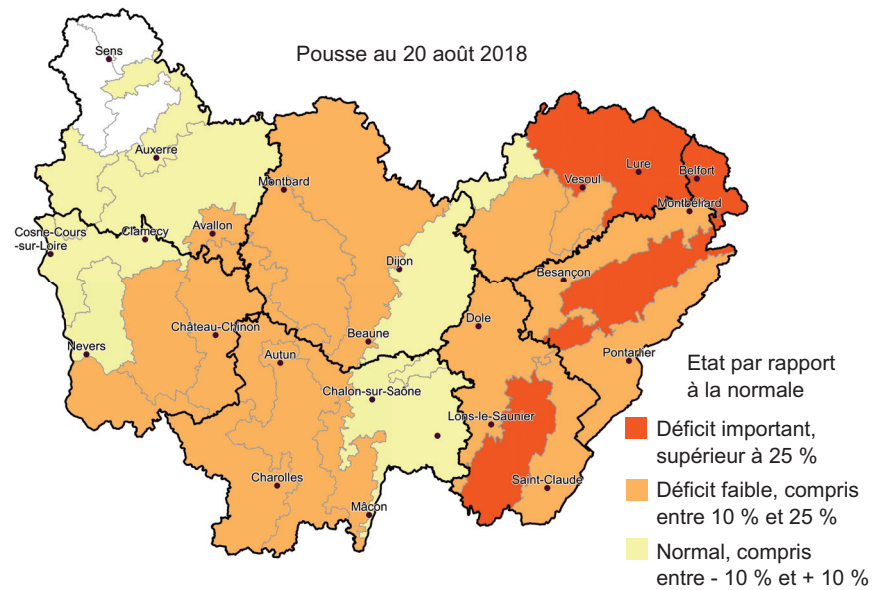 Pousse au 20 août 2018
Sens
Auxerre
Montbard
Vesoul
Lure
Belfort
Montbéliard
Cosne-Cours
-sur-Loire
Clamecy
Avallon
Dijon
Besançon
Château-Chinon
Beaune
Dole
Nevers
Autun
Pontarlier
Chalon-sur-Saône
Lons-le-Saunier
Charolles
Saint-Claude
Mâcon
Etat par rapport
à la normale
Déficit important,
supérieur à 25 %
Déficit faible, compris
entre 10 % et 25 %
Normal, compris
entre - 10 % et + 10 %